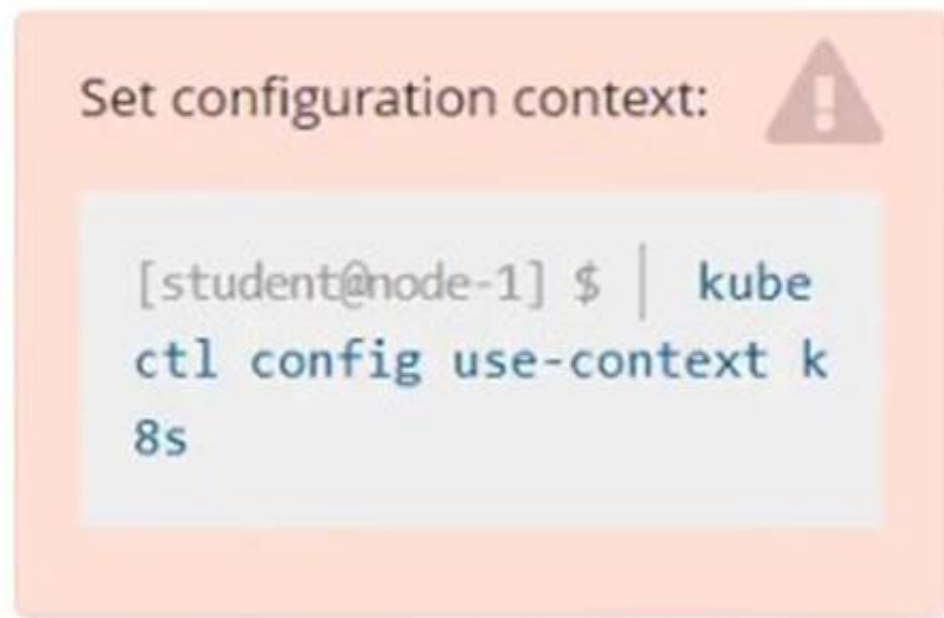 Set configuration context:
[student@node-1] $ | kube
ctl config use-context k
8s